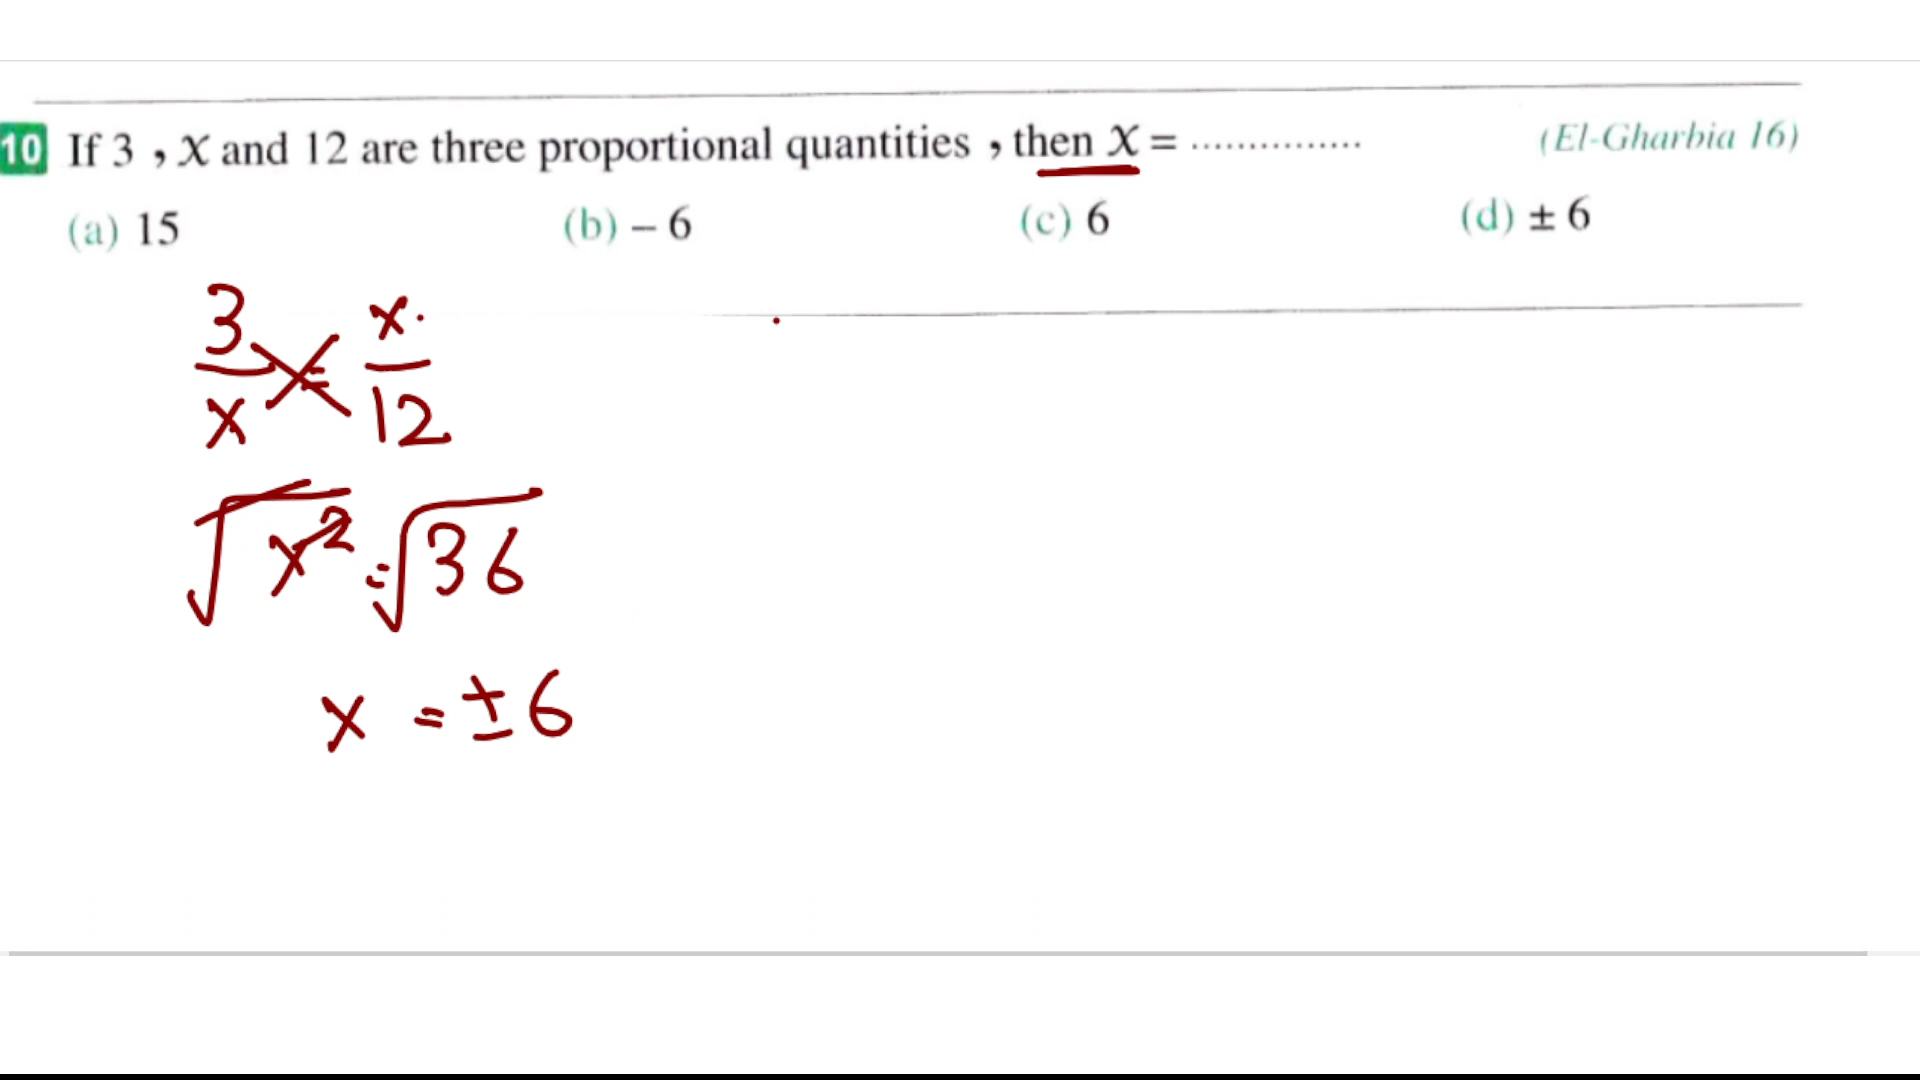 10 If 3 , X and 12 are three proportional quantities , then X = ............... (El-Gharbia 16)
(a) 15 (b) – 6 (c) 6 (d) ± 6
3/x = x/12
√x² = √36
x = ±6